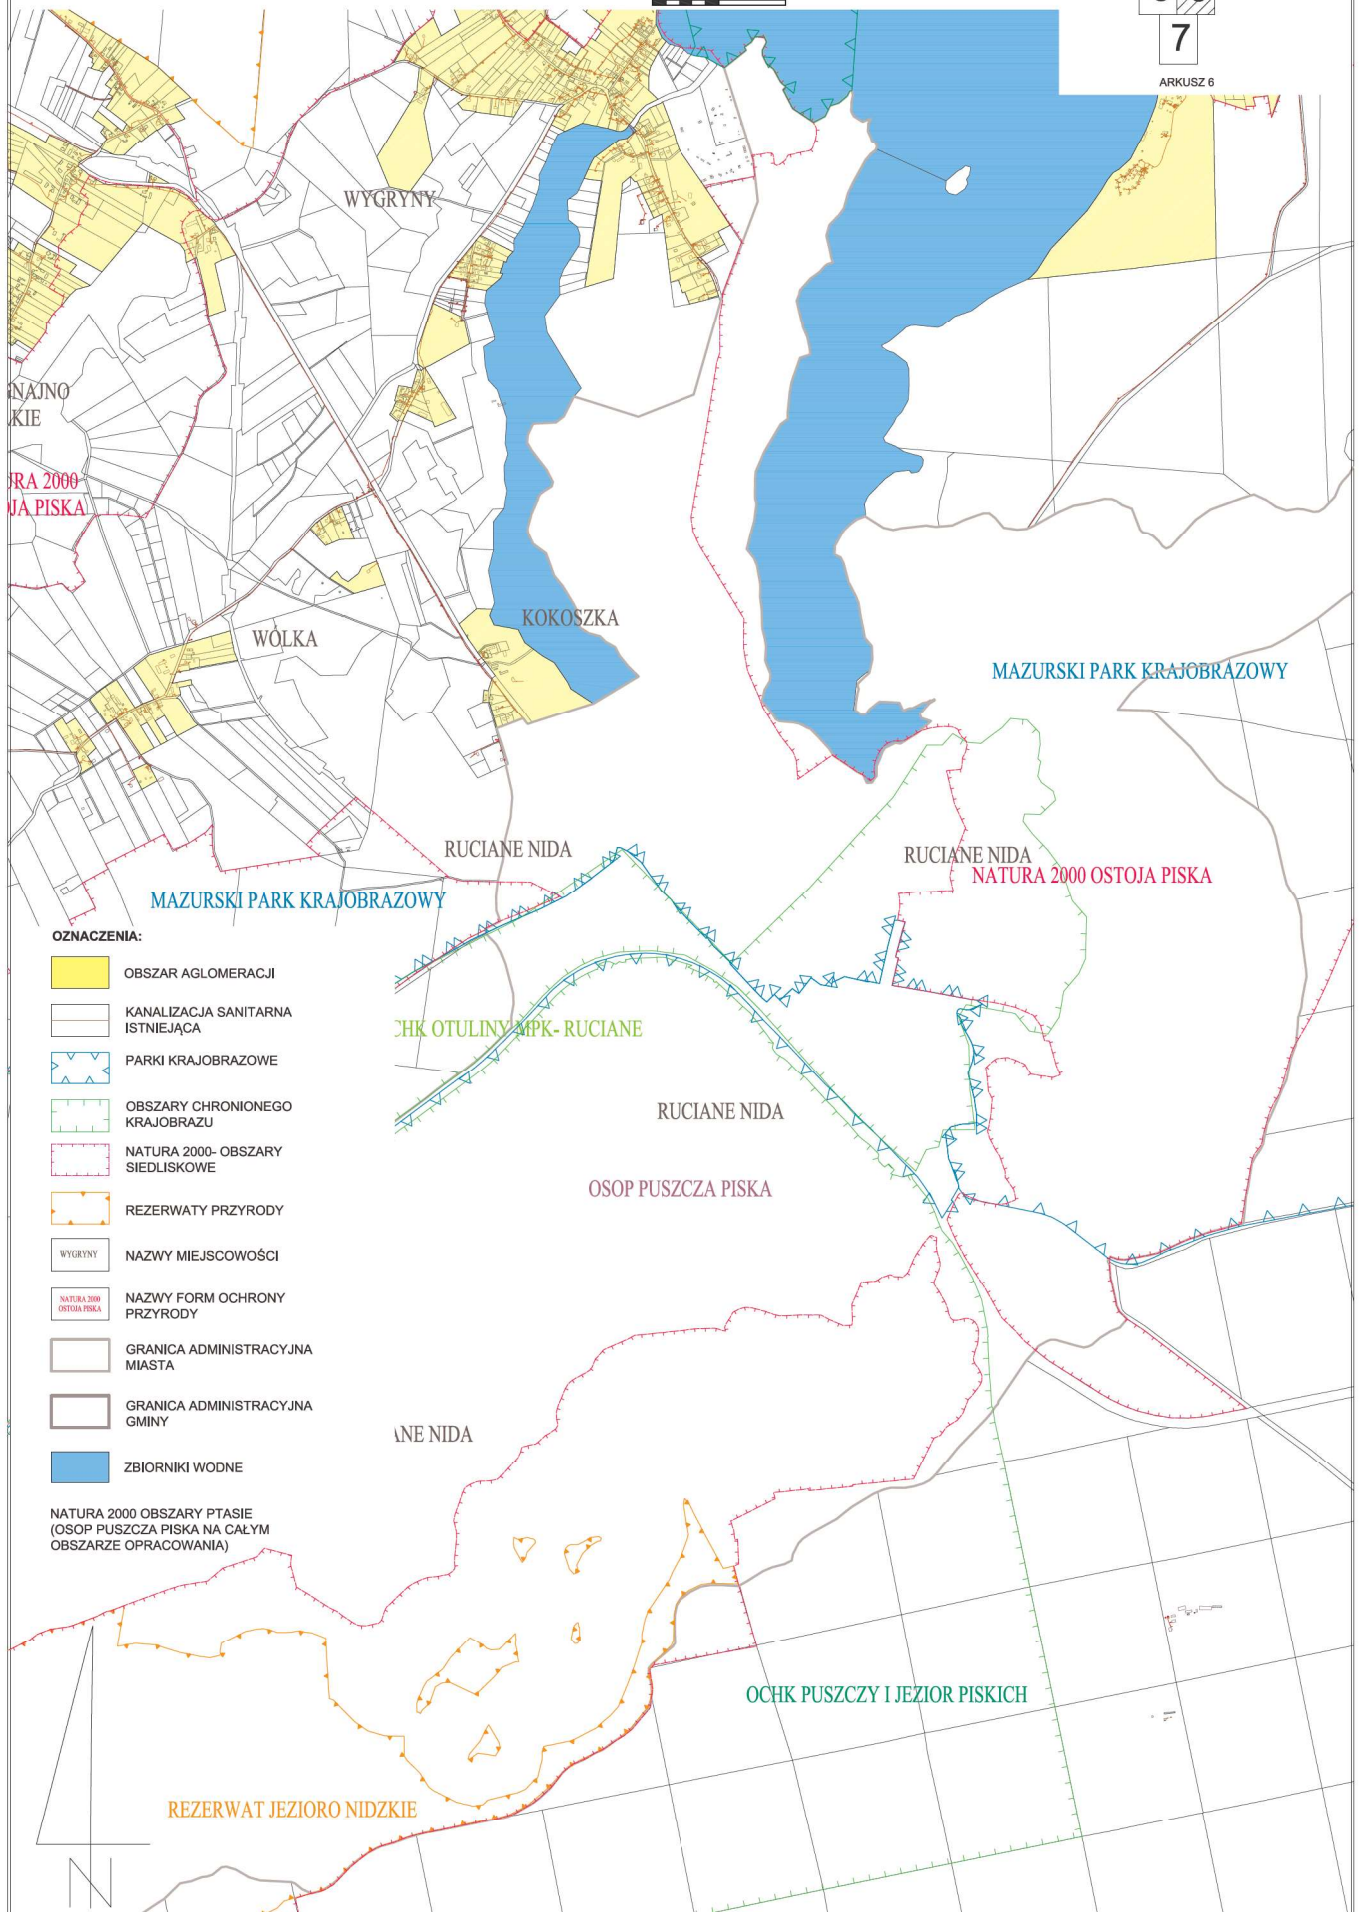 7
ARKUSZ 6
WYGRYNY
GNAJNO
KIE
RA 2000
JA PISKA
KOKOSZKA
WÓLKA
MAZURSKI PARK KRAJOBRAZOWY
RUCIANE NIDA
RUCIANE NIDA
NATURA 2000 OSTOJA PISKA
MAZURSKI PARK KRAJOBRAZOWY
OZNACZENIA:
OBSZAR AGLOMERACJI
KANALIZACJA SANITARNA
ISTNIEJĄCA
PARKI KRAJOBRAZOWE
OBSZARY CHRONIONEGO
KRAJOBRAZU
NATURA 2000- OBSZARY
SIEDLISKOWE
REZERWATY PRZYRODY
WYGRYNY
NAZWY MIEJSCOWOŚCI
NATURA 2000
OSTOJA PISKA
NAZWY FORM OCHRONY
PRZYRODY
GRANICA ADMINISTRACYJNA
MIASTA
GRANICA ADMINISTRACYJNA
GMINY
ZBIORNIKI WODNE
NATURA 2000 OBSZARY PTASIE
(OSOP PUSZCZA PISKA NA CAŁYM
OBSZARZE OPRACOWANIA)
CHK OTULINY MPK- RUCIANE
RUCIANE NIDA
OSOP PUSZCZA PISKA
ANE NIDA
OCHK PUSZCZY I JEZIOR PISKICH
REZERWAT JEZIORO NIDZKIE
N